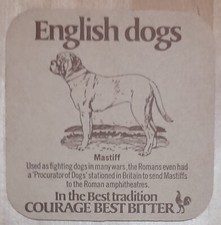 English dogs
Mastiff
Used as fighting dogs in many wars, the Romans even had
a 'Procurator of Dogs' stationed in Britain to send Mastiffs
to the Roman amphitheatres.
In the Best tradition
COURAGE BEST BITTER